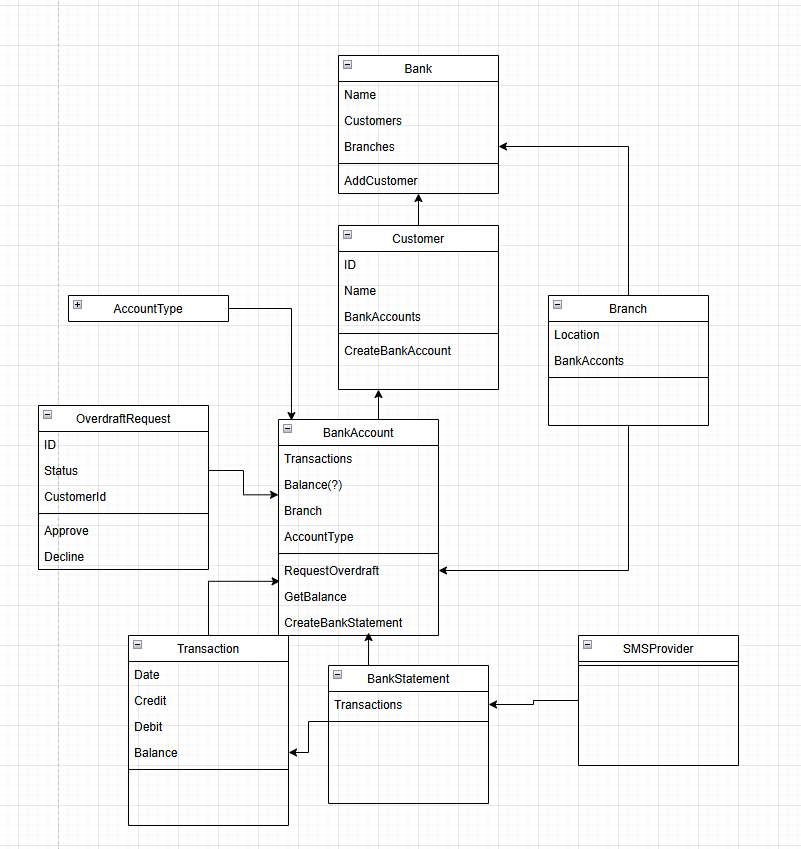 Bank
Name
Customers
Branches
AddCustomer
Customer
ID
Name
BankAccounts
CreateBankAccount
AccountType
Branch
Location
BankAcconts
OverdraftRequest
ID
Status
CustomerId
Approve
Decline
BankAccount
Transactions
Balance(?)
Branch
AccountType
RequestOverdraft
GetBalance
CreateBankStatement
Transaction
Date
Credit
Debit
Balance
BankStatement
Transactions
SMSProvider